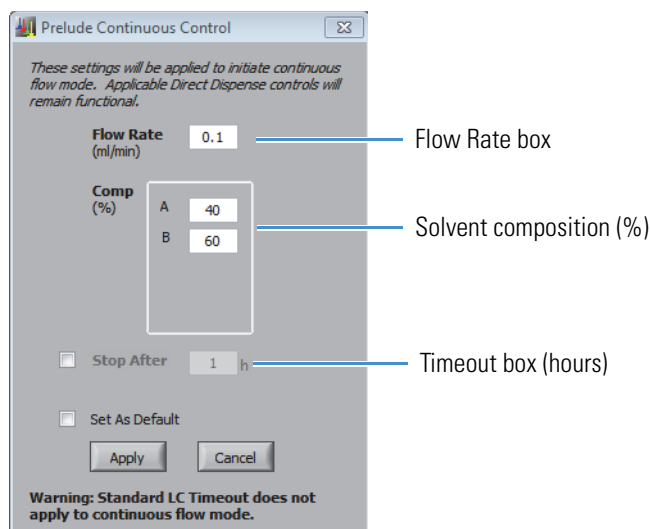 Prelude Continuous Control
These settings will be applied to initiate continuous
flow mode. Applicable Direct Dispense controls will
remain functional.
Flow Rate 0.1 Flow Rate box
(ml/min)
Comp
(%) A 40
Solvent composition (%)
B 60
Stop After 1 h Timeout box (hours)
Set As Default
Apply Cancel
Warning: Standard LC Timeout does not
apply to continuous flow mode.